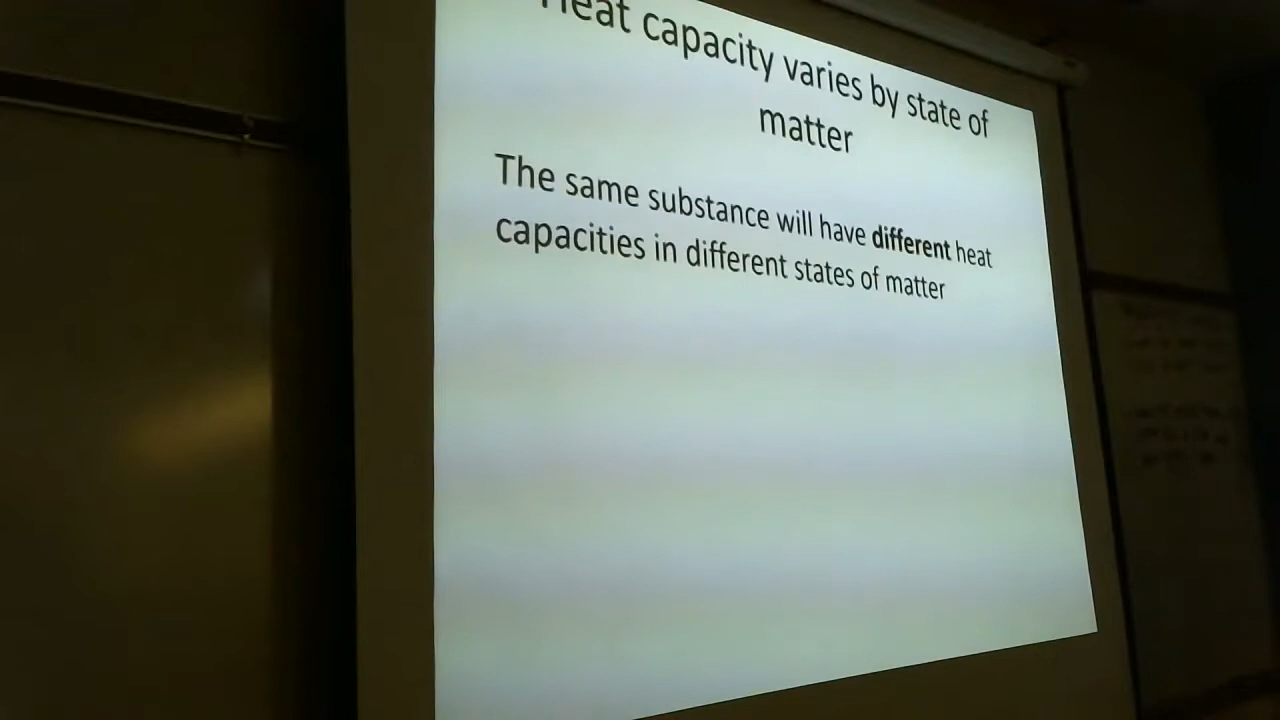 Heat capacity varies by state of
matter
The same substance will have different heat
capacities in different states of matter